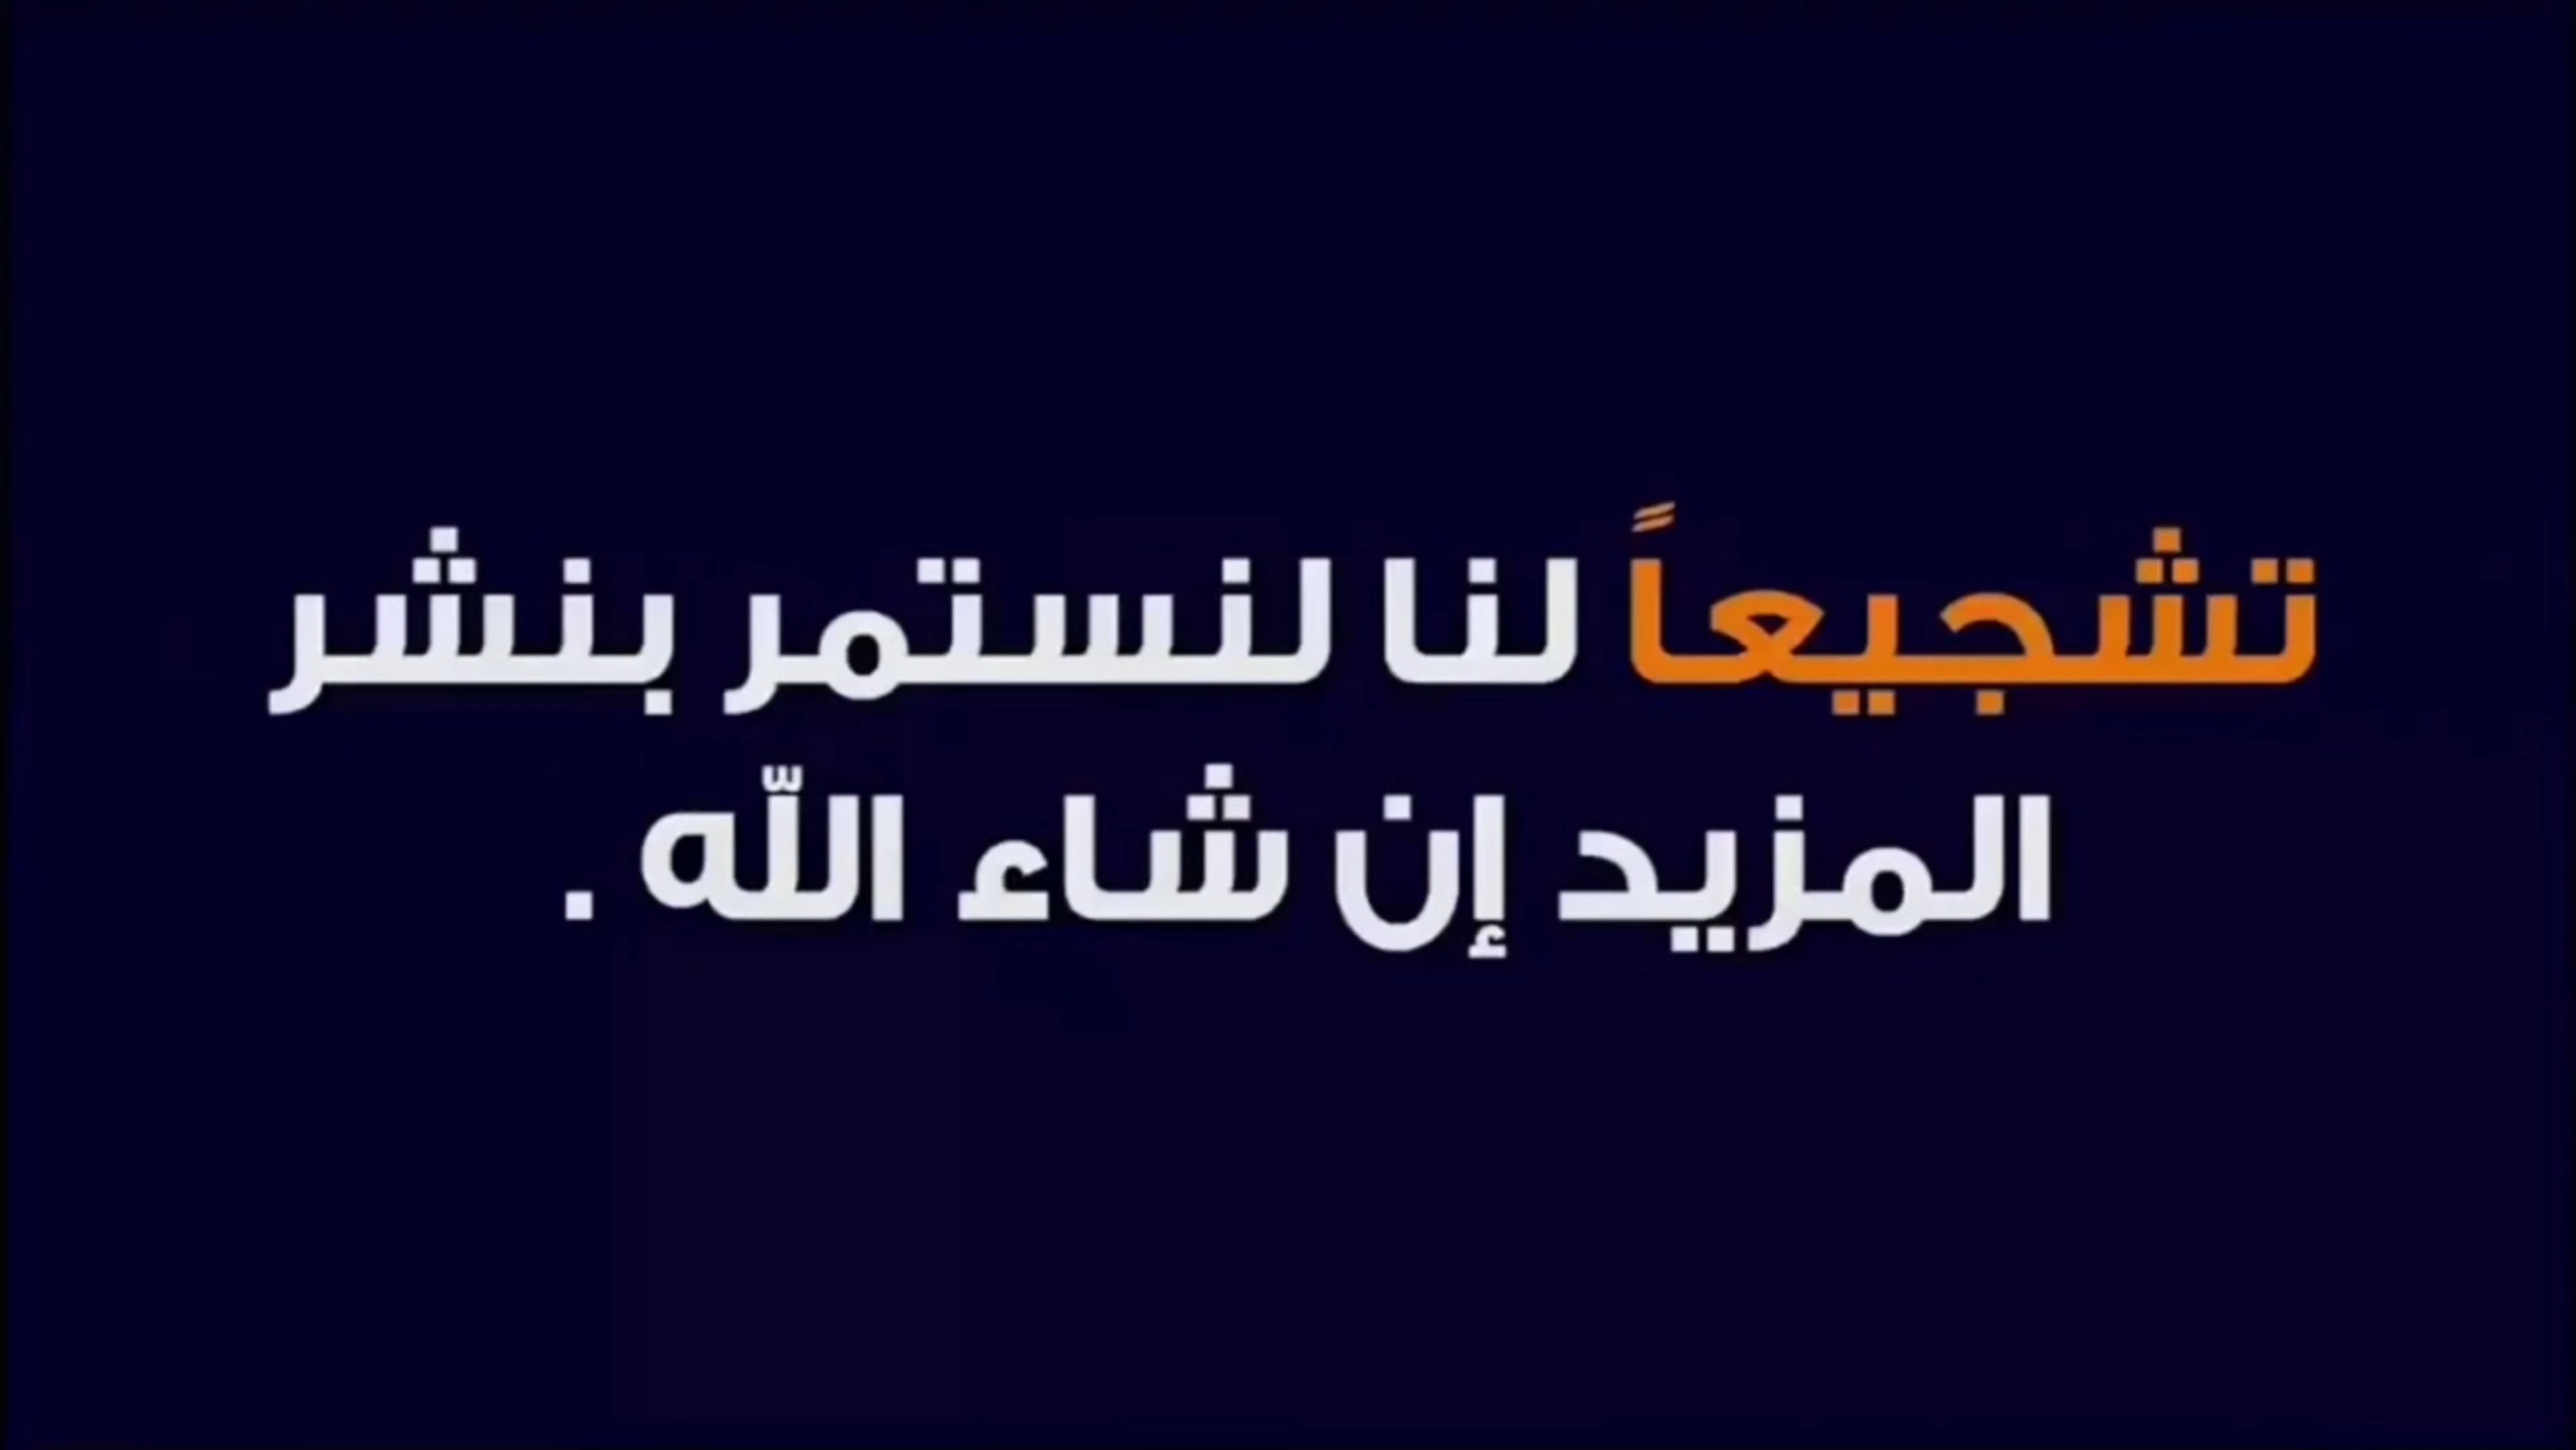 تشجيعاً لنا لنستمر بنشر
المزيد إن شاء اللّه .